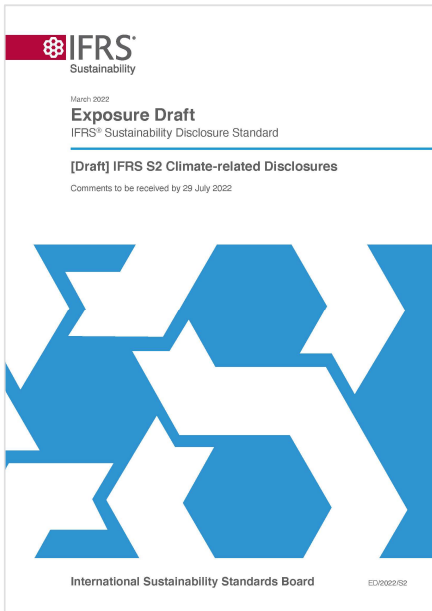 IFRS®
Sustainability
March 2022
Exposure Draft
IFRS® Sustainability Disclosure Standard
[Draft] IFRS S2 Climate-related Disclosures
Comments to be received by 29 July 2022
International Sustainability Standards Board
ED/2022/S2